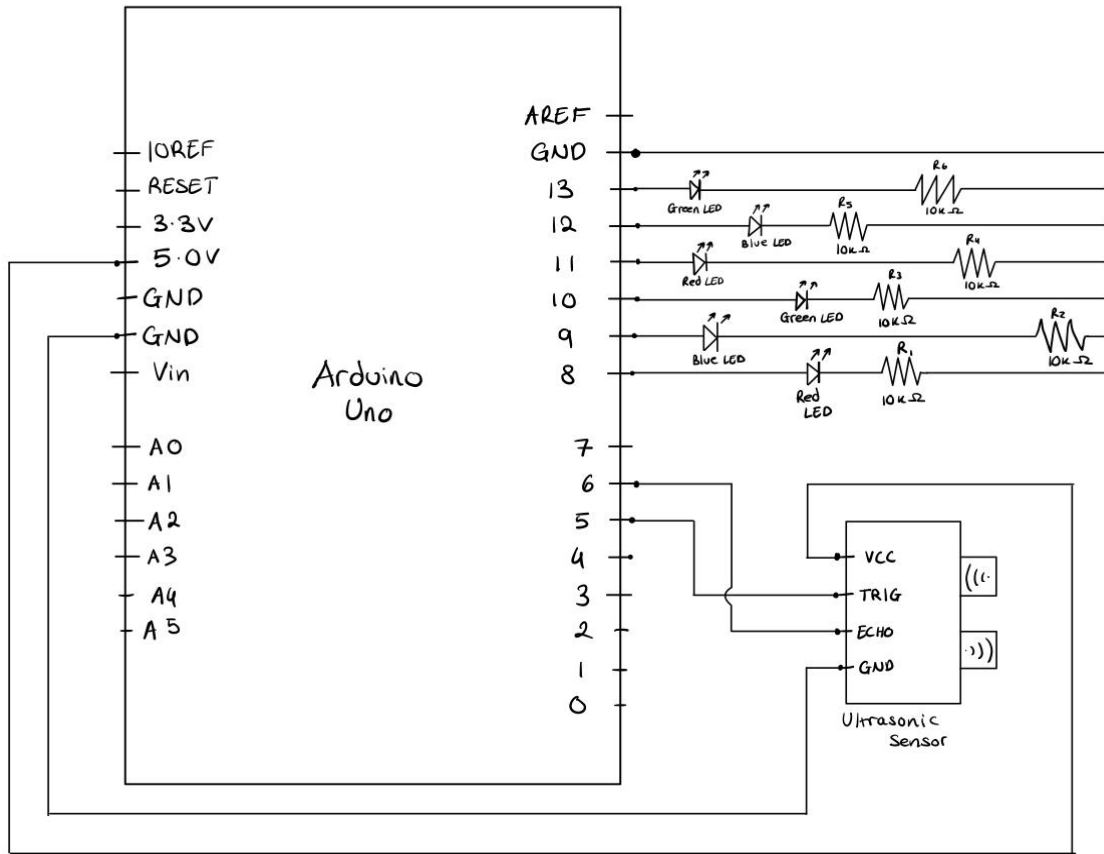 IOREF
RESET
3.3V
5.0V
GND
GND
Vin
A0
A1
A2
A3
A4
A5
Arduino
Uno
AREF
GND
13
12
11
10
9
8
7
6
5
4
3
2
1
0
Green LED
R6
10KΩ
Blue LED
R5
10KΩ
Red LED
R4
10KΩ
Green LED
R3
10KΩ
Blue LED
R2
10KΩ
Red
LED
R1
10KΩ
VCC
TRIG
ECHO
GND
Ultrasonic
Sensor